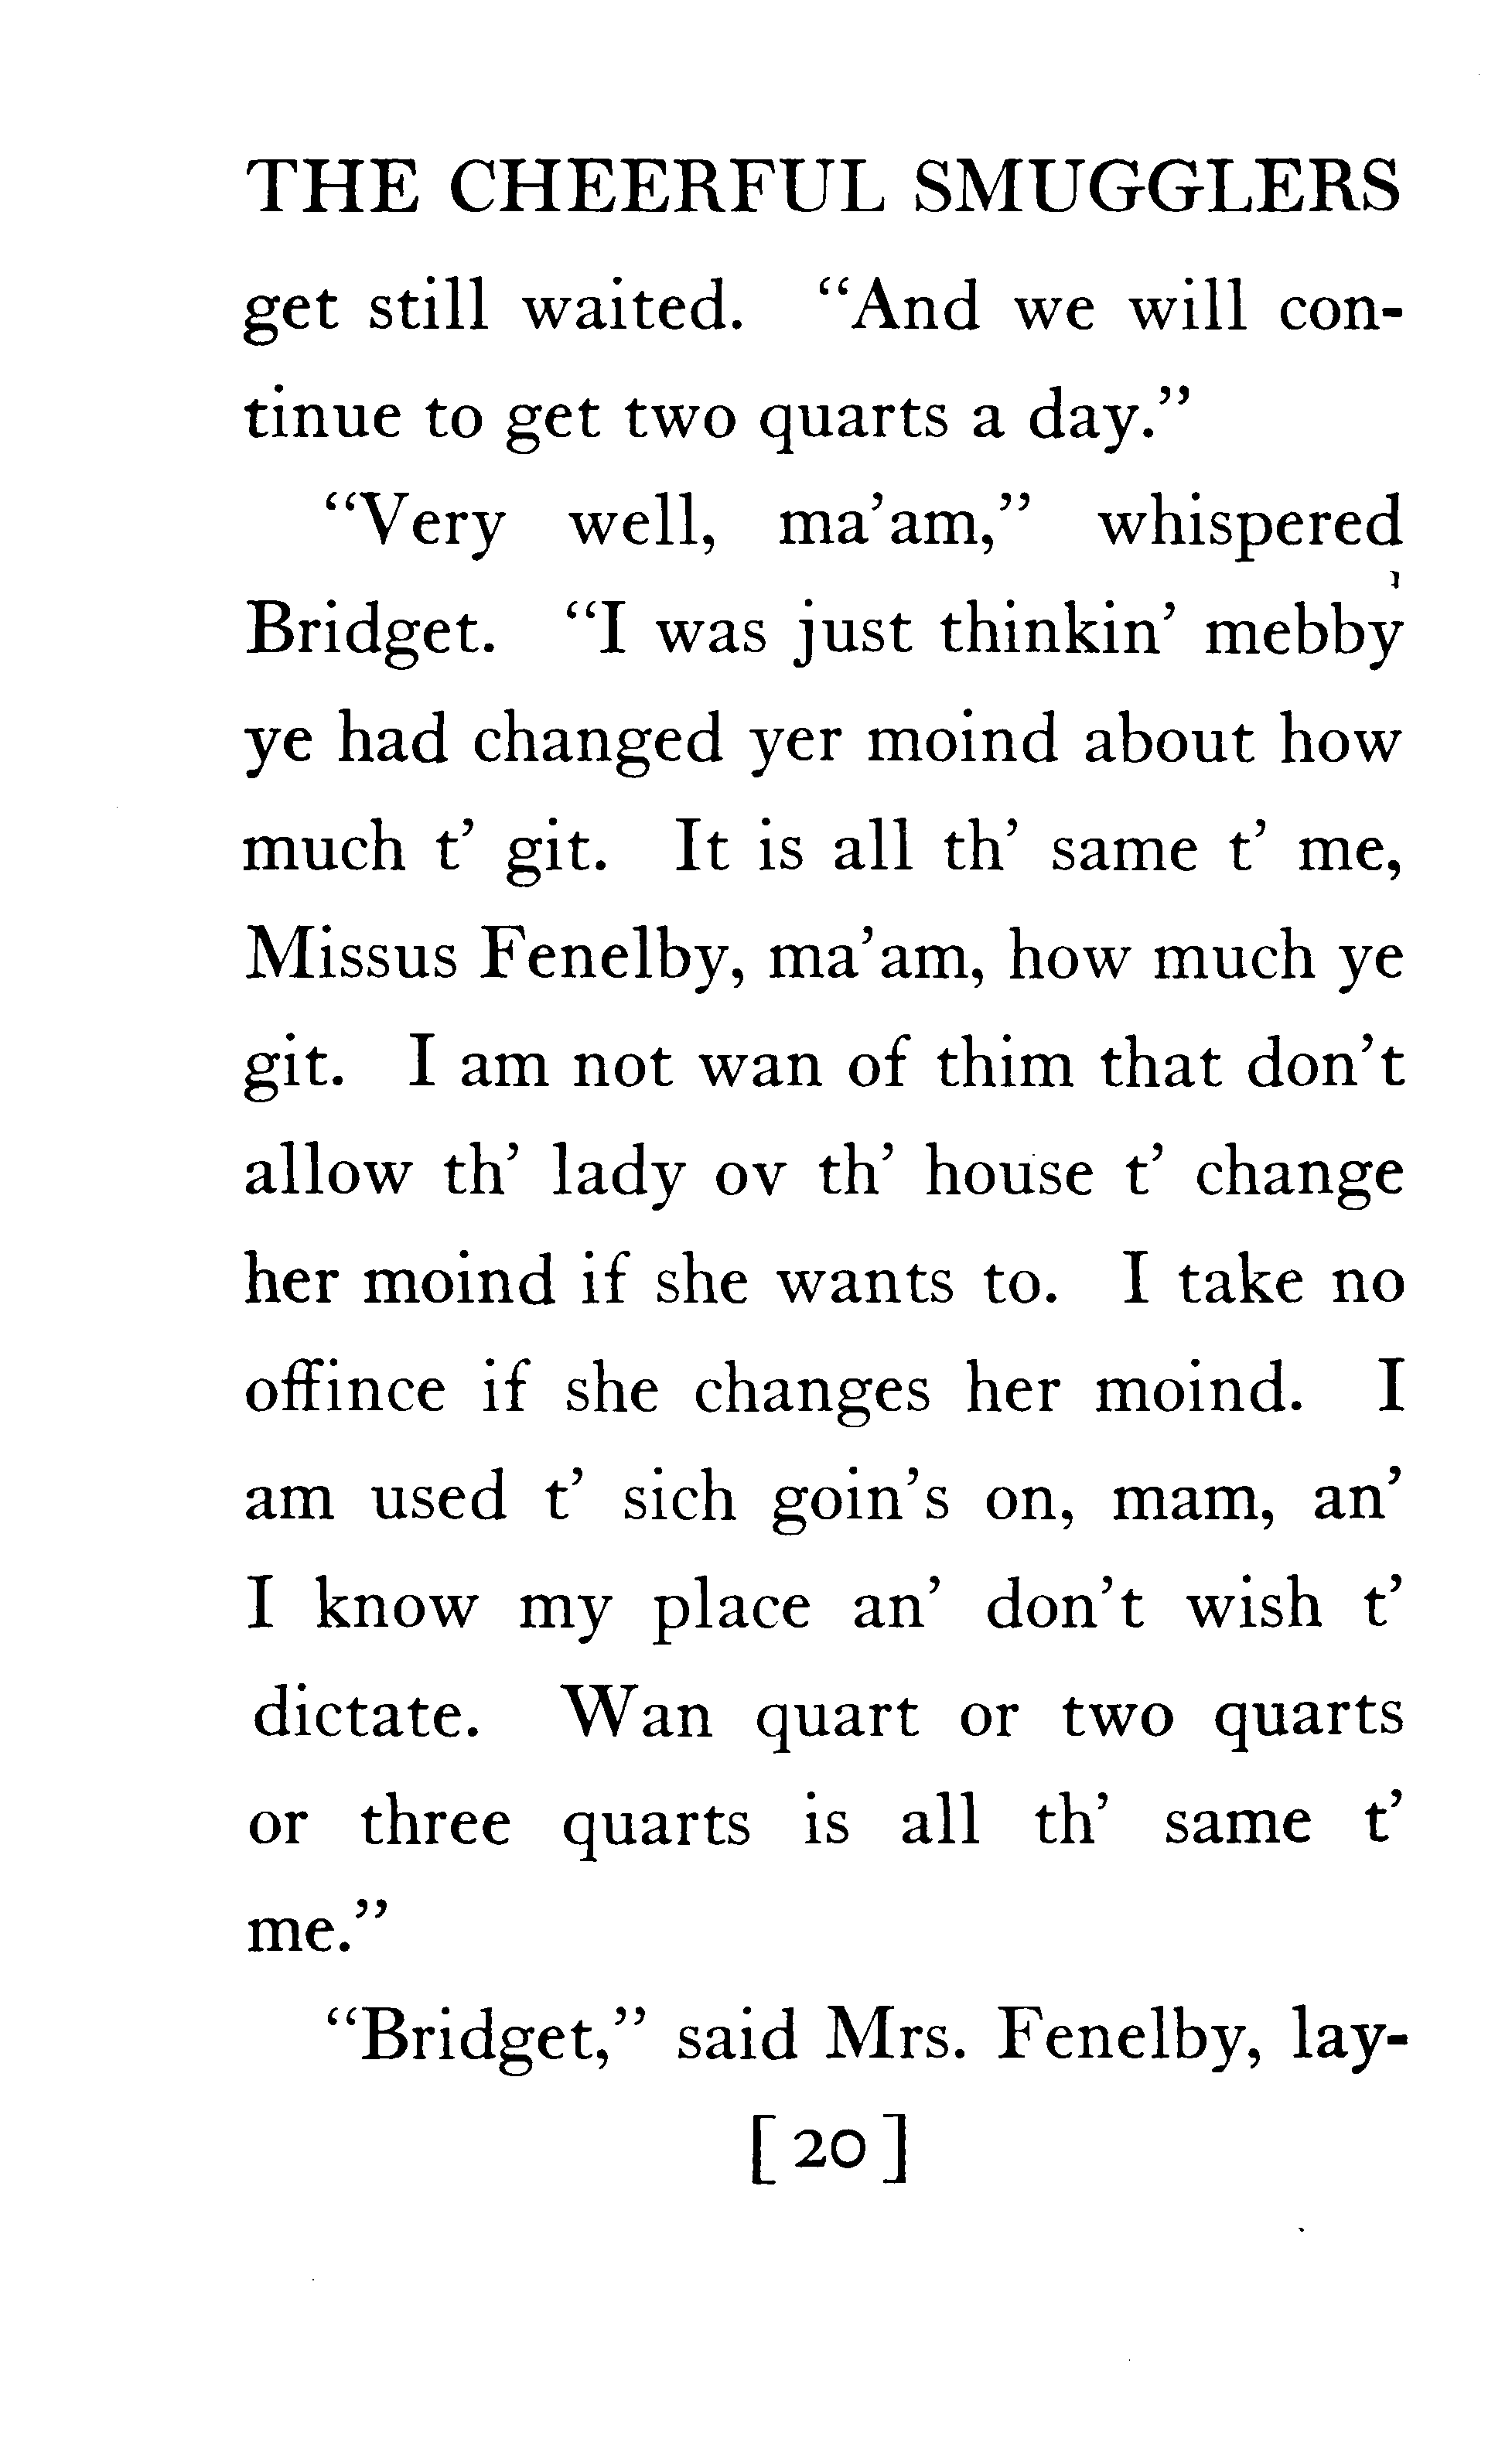 THE CHEERFUL SMUGGLERS
get still waited. “And we will con-
tinue to get two quarts a day.”
“Very well, ma’am,” whispered
Bridget. “I was just thinkin’ mebby
ye had changed yer moind about how
much t’ git. It is all th’ same t’ me,
Missus Fenelby, ma’am, how much ye
git. I am not wan of thim that don’t
allow th’ lady ov th’ house t’ change
her moind if she wants to. I take no
offince if she changes her moind. I
am used t’ sich goin’s on, mam, an’
I know my place an’ don’t wish t’
dictate. Wan quart or two quarts
or three quarts is all th’ same t’
me.”
“Bridget,” said Mrs. Fenelby, lay-
[20]